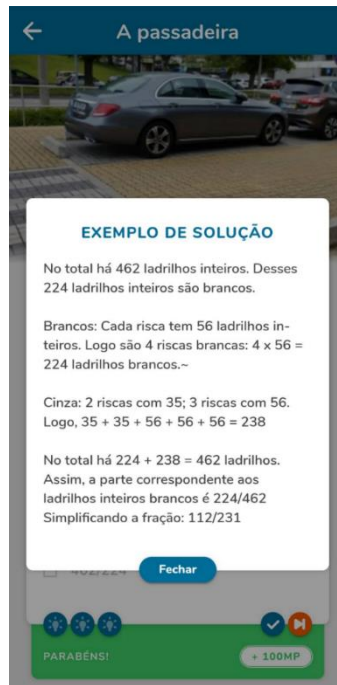 A passadeira
EXEMPLO DE SOLUÇÃO
No total há 462 ladrilhos inteiros. Desses
224 ladrilhos inteiros são brancos.
Brancos: Cada risca tem 56 ladrilhos in-
teiros. Logo são 4 riscas brancas: 4 x 56 =
224 ladrilhos brancos.~
Cinza: 2 riscas com 35; 3 riscas com 56.
Logo, 35 + 35 + 56 + 56 + 56 = 238
No total há 224 + 238 = 462 ladrilhos.
Assim, a parte correspondente aos
ladrilhos inteiros brancos é 224/462
Simplificando a fração: 112/231
462/224
Fechar
PARABÉNS!
+ 100MP